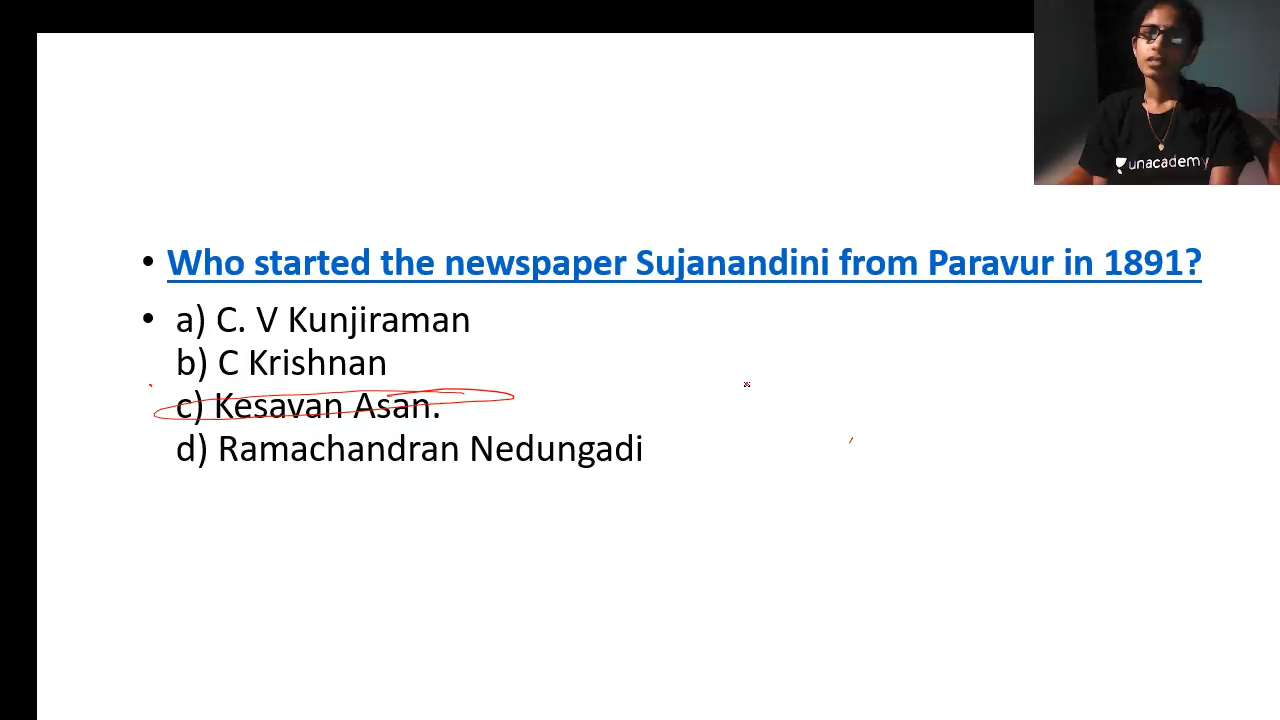 unacademy
• Who started the newspaper Sujanandini from Paravur in 1891?
• a) C. V Kunjiraman
b) C Krishnan
c) Kesavan Asan.
d) Ramachandran Nedungadi